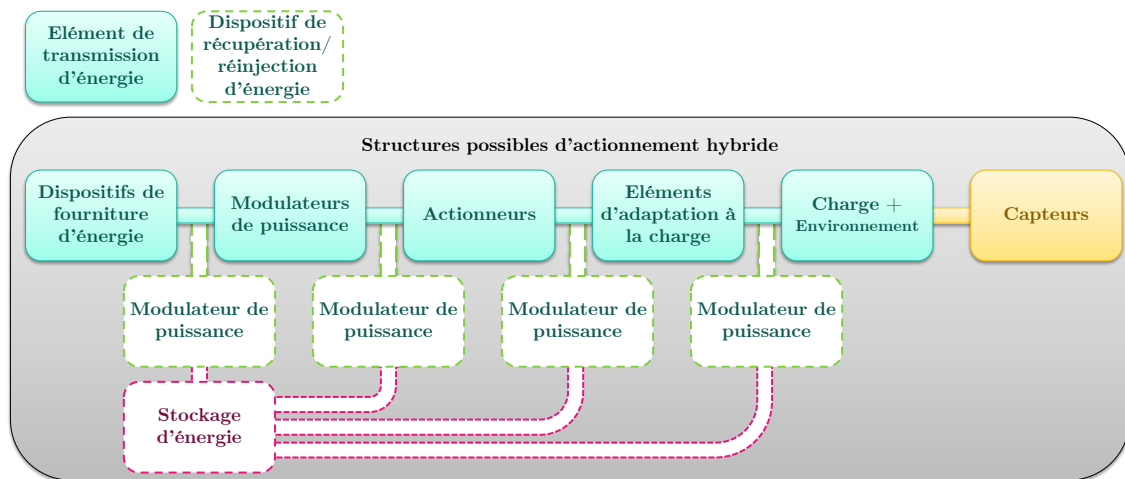 Elément de
transmission
d'énergie
Dispositif de
récupération/
réinjection
d'énergie
Structures possibles d'actionnement hybride
Dispositifs de
fourniture
d'énergie
Modulateurs
de puissance
Actionneurs
Eléments
d'adaptation à
la charge
Charge +
Environnement
Capteurs
Modulateur de
puissance
Modulateur de
puissance
Modulateur de
puissance
Modulateur de
puissance
Stockage
d'énergie